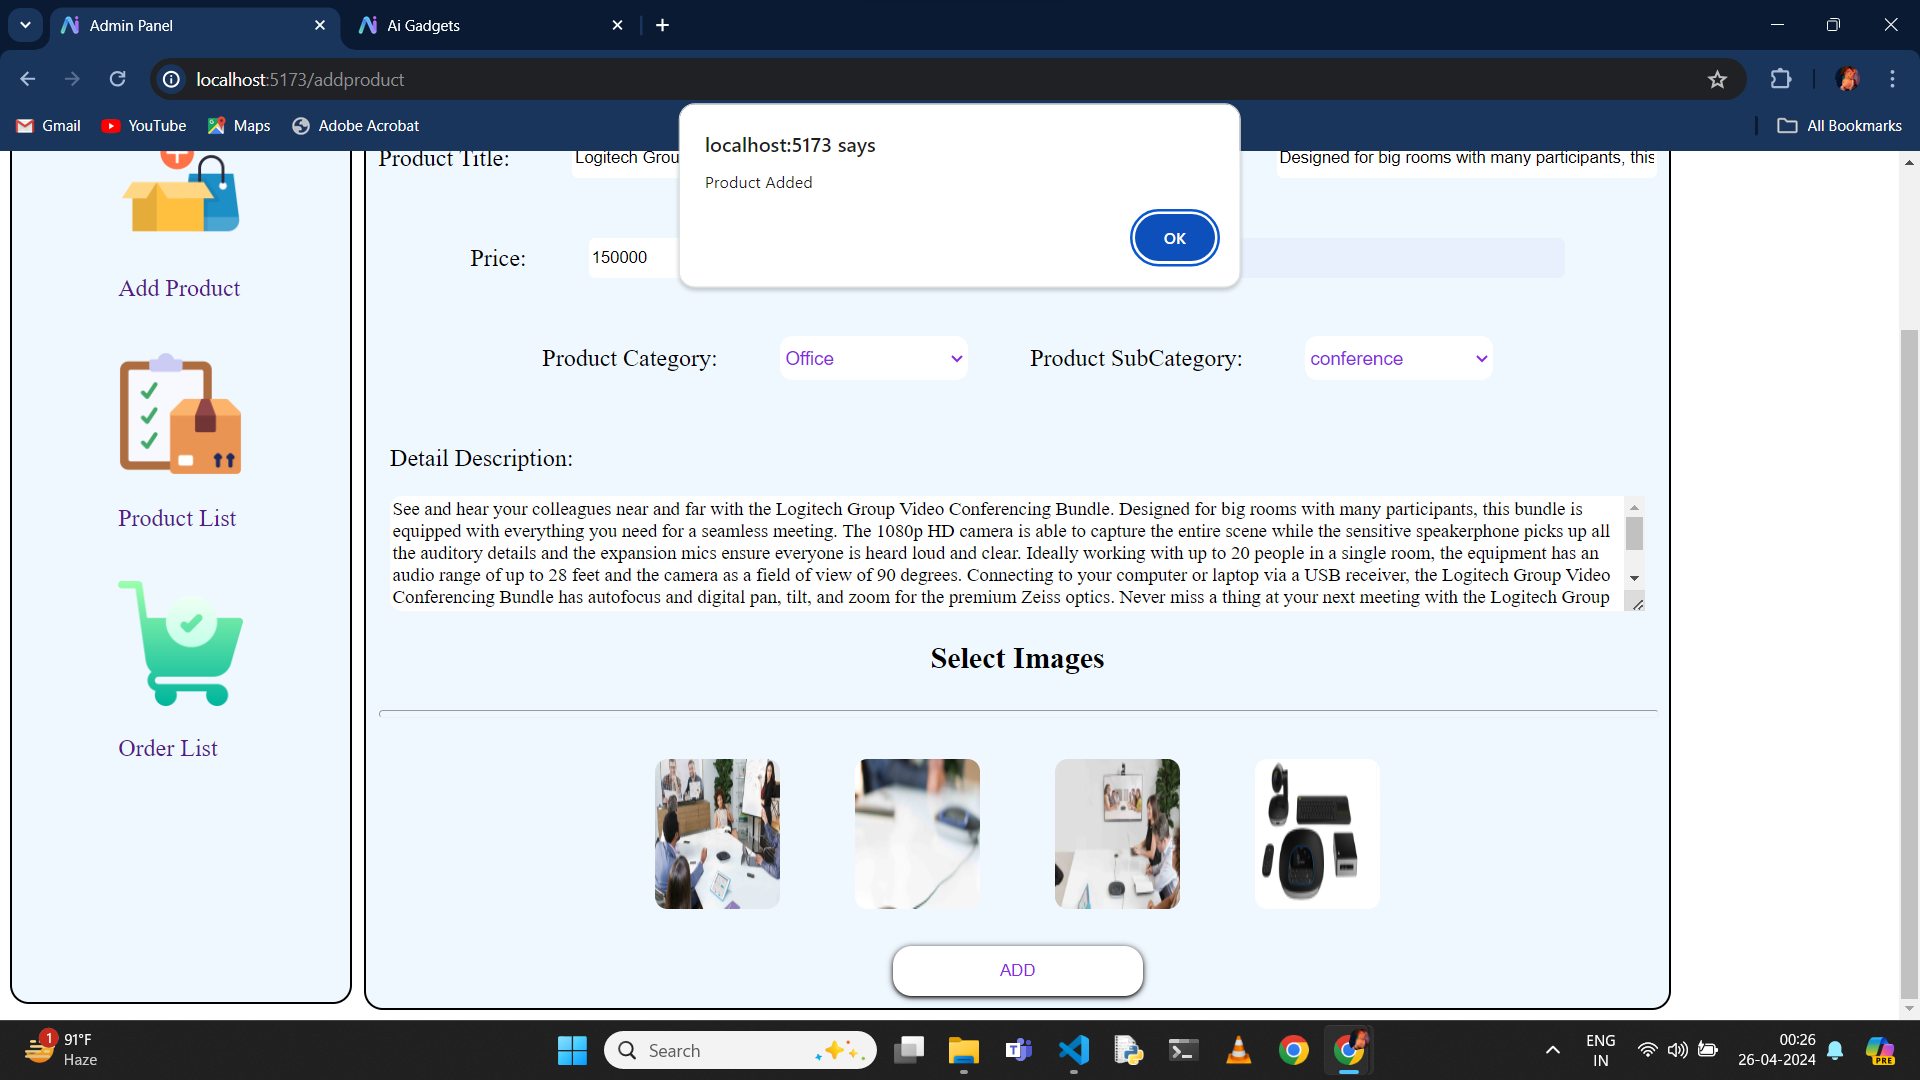 Admin Panel
Ai Gadgets
localhost:5173/addproduct
Gmail
YouTube
Maps
Adobe Acrobat
All Bookmarks
localhost:5173 says
Product Added
OK
Product Title:
Logitech Grou
Designed for big rooms with many participants, this
Price:
150000
Add Product
Product Category:
Office
Product SubCategory:
conference
Detail Description:
See and hear your colleagues near and far with the Logitech Group Video Conferencing Bundle. Designed for big rooms with many participants, this bundle is
equipped with everything you need for a seamless meeting. The 1080p HD camera is able to capture the entire scene while the sensitive speakerphone picks up all
the auditory details and the expansion mics ensure everyone is heard loud and clear. Ideally working with up to 20 people in a single room, the equipment has an
audio range of up to 28 feet and the camera as a field of view of 90 degrees. Connecting to your computer or laptop via a USB receiver, the Logitech Group Video
Conferencing Bundle has autofocus and digital pan, tilt, and zoom for the premium Zeiss optics. Never miss a thing at your next meeting with the Logitech Group
Product List
Select Images
Order List
ADD
1
91°F
Haze
Search
ENG
IN
00:26
26-04-2024
PRE